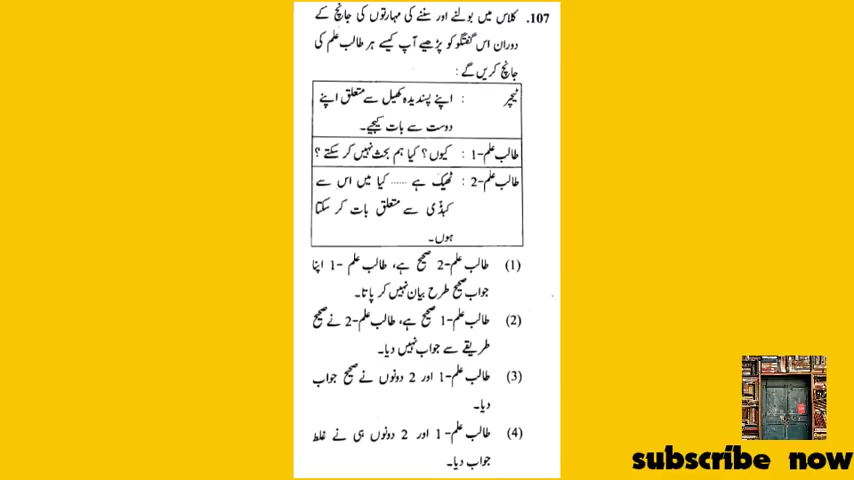 107. کلاس میں بولنے اور سننے کی مہارتوں کی جانچ کے
دوران اس گفتگو کو پڑھیے آپ کیسے ہر طالب علم کی
جانچ کریں گے :
ٹیچر : اپنے پسندیدہ کھیل سے متعلق اپنے
دوست سے بات کیجیے۔
طالب علم-1 : کیوں؟ کیا ہم بحث نہیں کر سکتے ؟
طالب علم-2 : ٹھیک ہے ...... کیا میں اس سے
کبڈّی سے متعلق بات کر سکتا
ہوں۔
(1) طالب علم-2 صحیح ہے، طالب علم -1 اپنا
جواب صحیح طرح بیان نہیں کر پاتا۔
(2) طالب علم-1 صحیح ہے، طالب علم-2 نے صحیح
طریقے سے جواب نہیں دیا۔
(3) طالب علم-1 اور 2 دونوں نے صحیح جواب
دیا۔
(4) طالب علم-1 اور 2 دونوں ہی نے غلط
جواب دیا۔
subscribe now